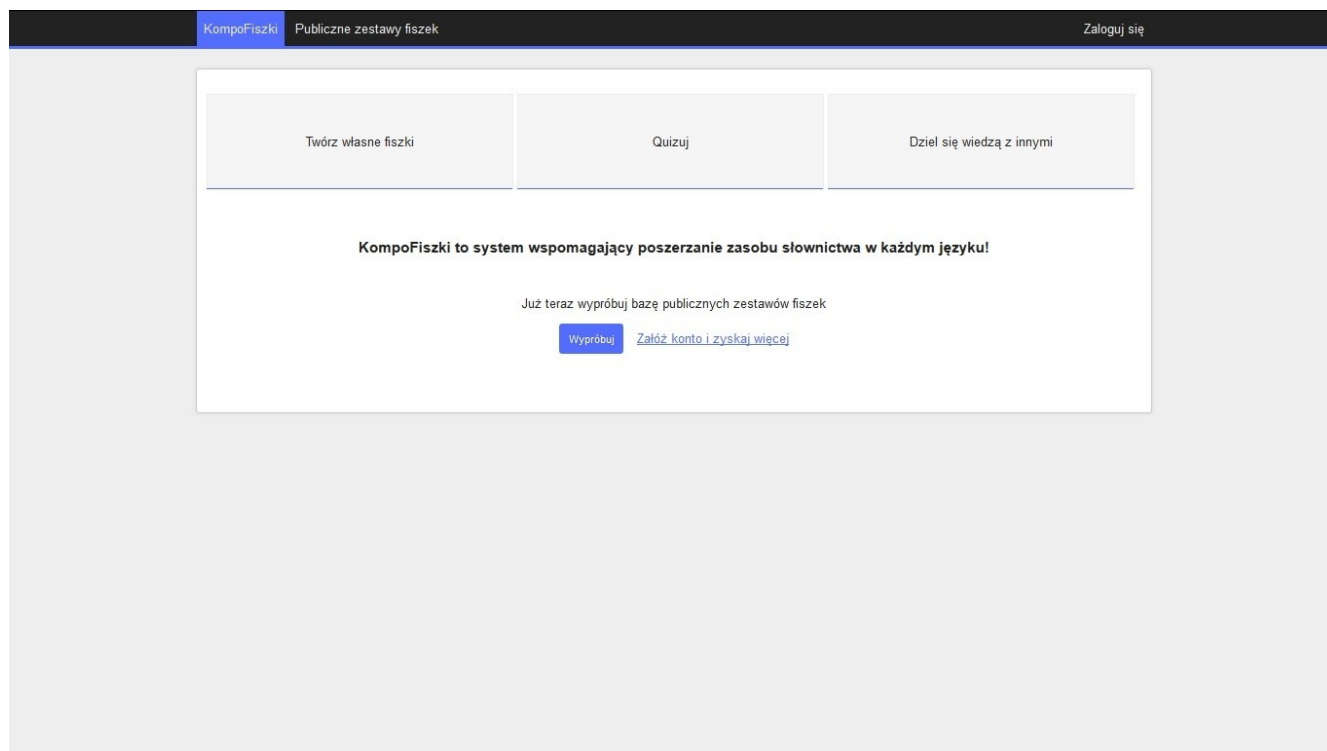 KompoFiszki Publiczne zestawy fiszek Zaloguj się
Twórz własne fiszki Quizuj Dziel się wiedzą z innymi
KompoFiszki to system wspomagający poszerzanie zasobu słownictwa w każdym języku!
Już teraz wypróbuj bazę publicznych zestawów fiszek
Wypróbuj Załóż konto i zyskaj więcej